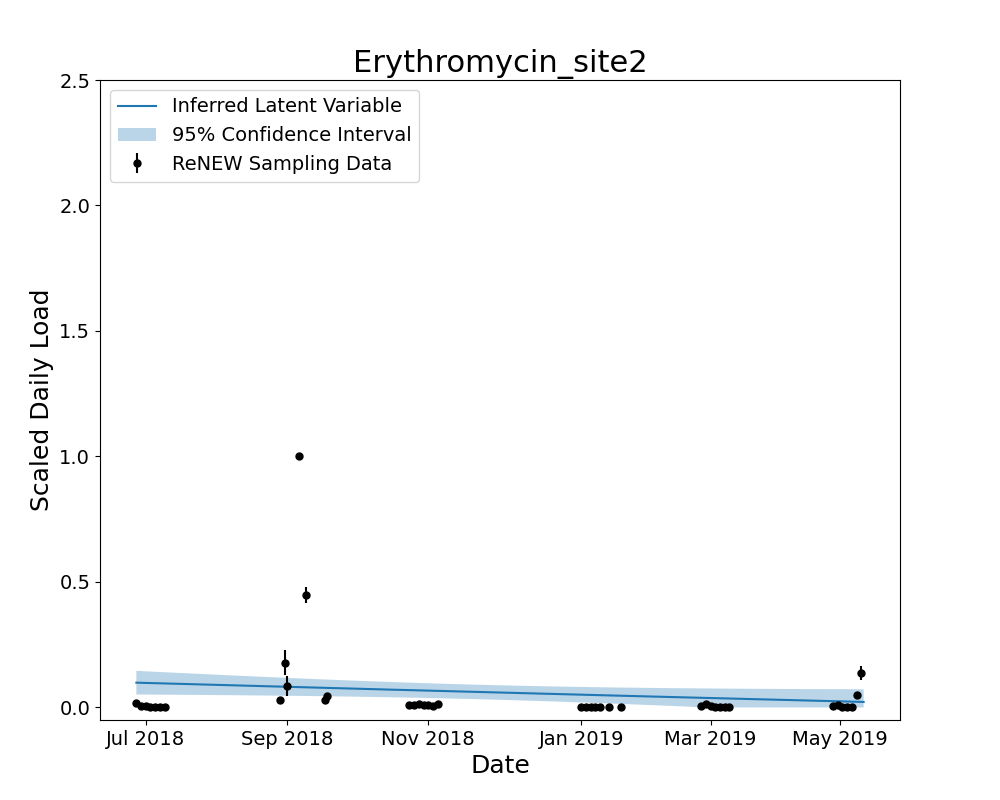 Erythromycin_site2
Inferred Latent Variable
95% Confidence Interval
ReNEW Sampling Data
2.5
2.0
1.5
1.0
0.5
0.0
Scaled Daily Load
Jul 2018
Sep 2018
Nov 2018
Jan 2019
Mar 2019
May 2019
Date